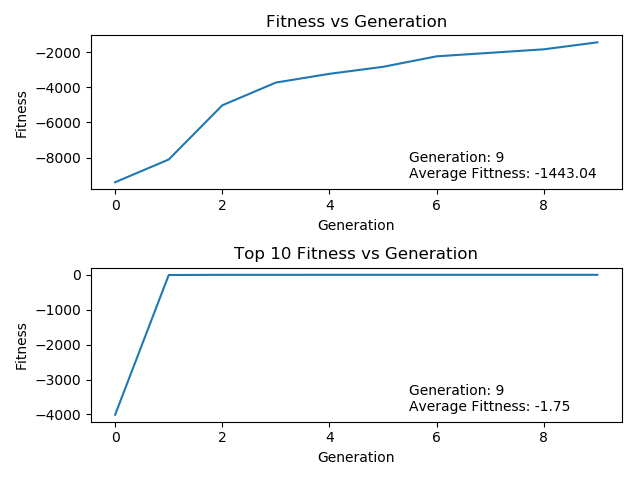 Fitness vs Generation
Fitness
−2000
−4000
−6000
−8000
Generation: 9
Average Fittness: -1443.04
0 2 4 6 8
Generation
Top 10 Fitness vs Generation
Fitness
0
−1000
−2000
−3000
−4000
Generation: 9
Average Fittness: -1.75
0 2 4 6 8
Generation